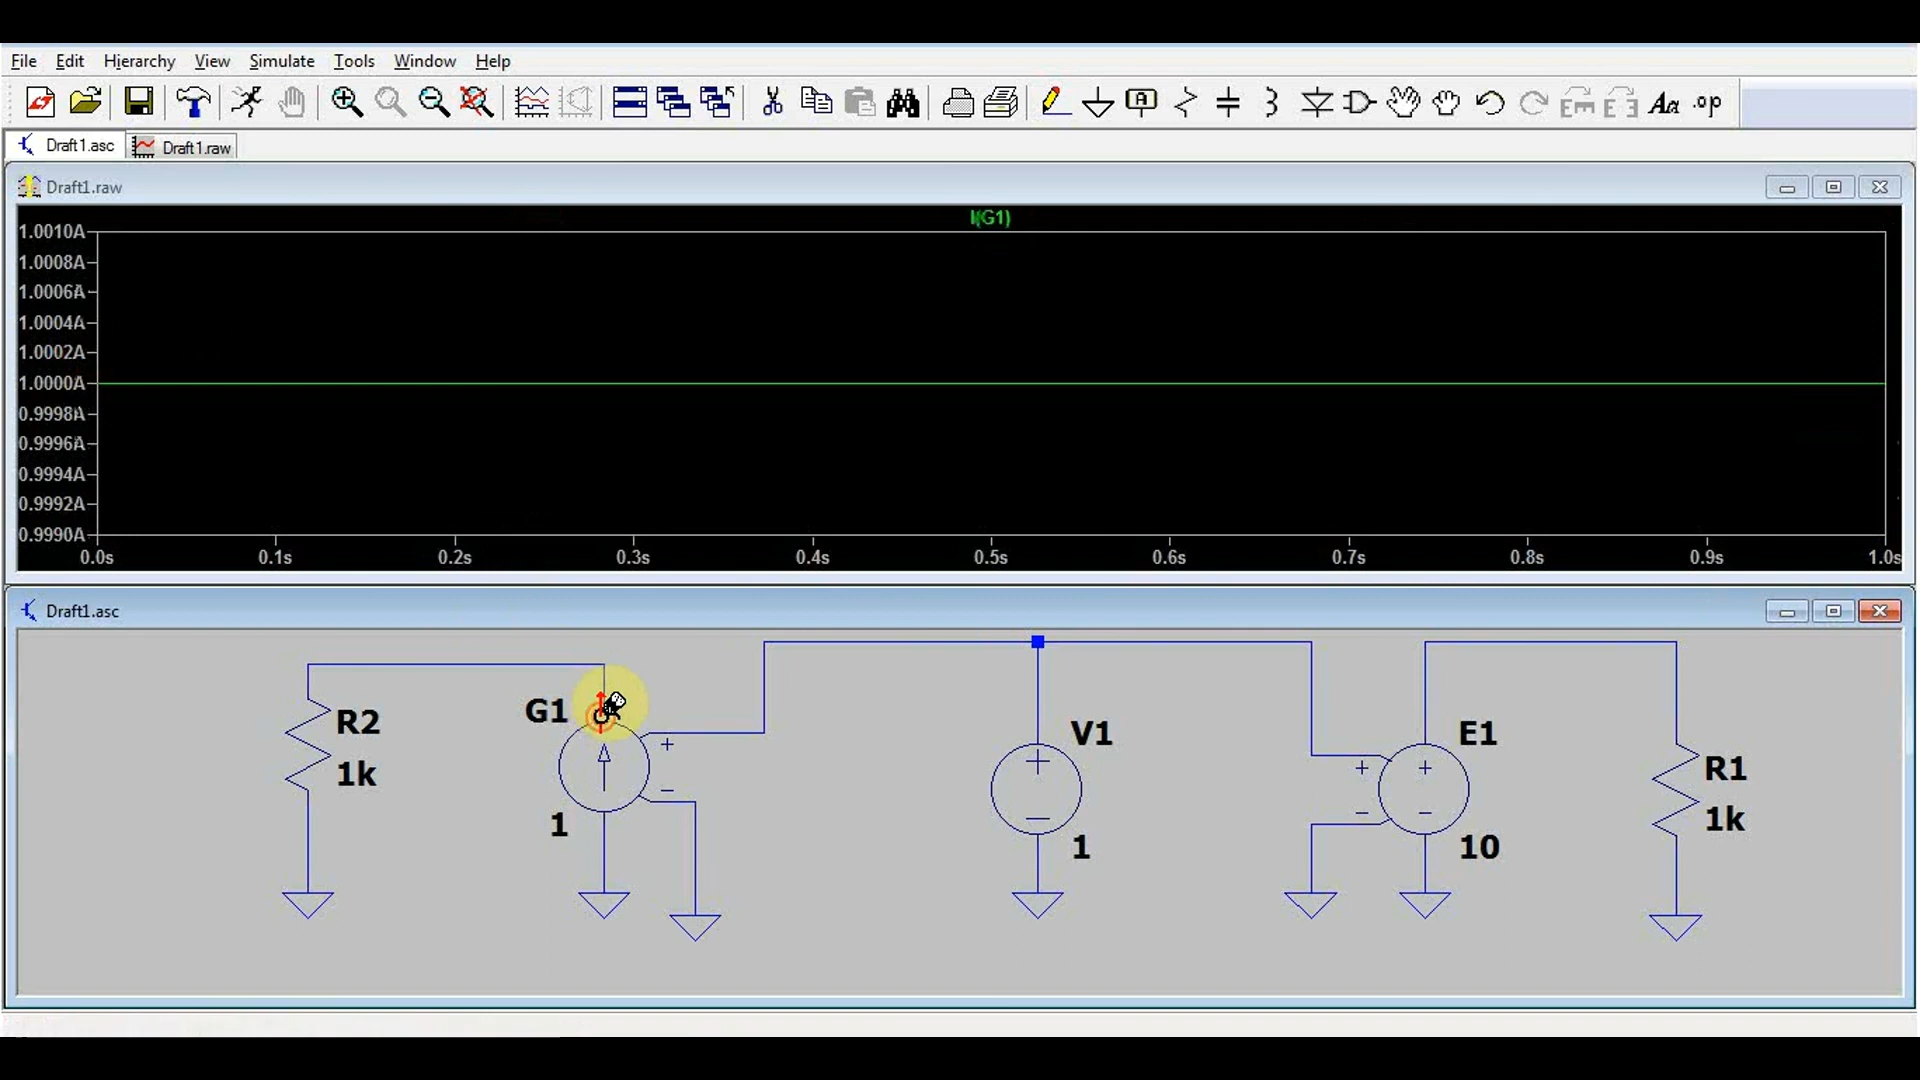 File Edit Hierarchy View Simulate Tools Window Help
A Aa .op
Draft1.asc Draft1.raw
Draft1.raw
I(G1)
1.0010A
1.0008A
1.0006A
1.0004A
1.0002A
1.0000A
0.9998A
0.9996A
0.9994A
0.9992A
0.9990A
0.0s 0.1s 0.2s 0.3s 0.4s 0.5s 0.6s 0.7s 0.8s 0.9s 1.0s
Draft1.asc
R2
1k
G1
+
−
1
V1
+
−
1
E1
+ +
− −
10
R1
1k